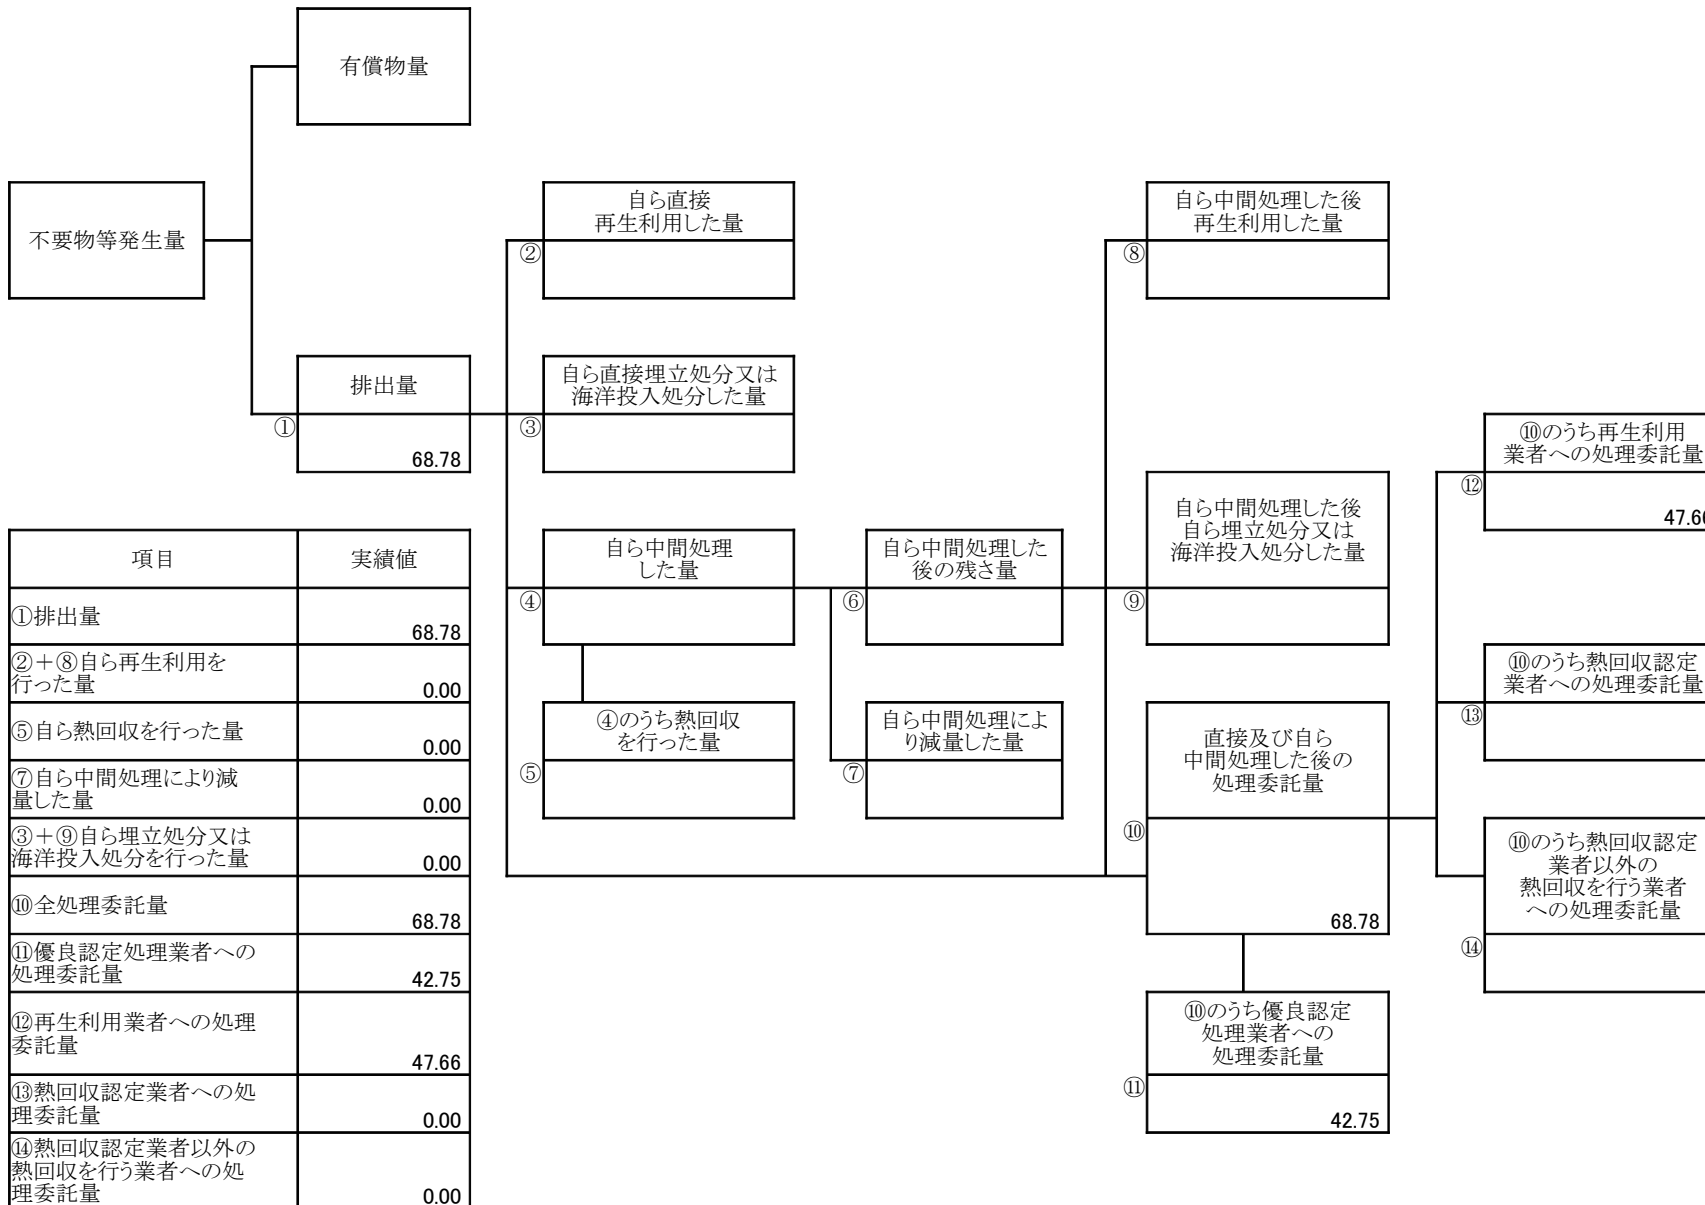 有償物量
不要物等発生量
自ら直接
再生利用した量
②
自ら中間処理した後
再生利用した量
⑧
排出量
①
68.78
自ら直接埋立処分又は
海洋投入処分した量
③
⑩のうち再生利用
業者への処理委託量
⑫
47.66
自ら中間処理
した量
④
自ら中間処理した
後の残さ量
⑥
自ら中間処理した後
自ら埋立処分又は
海洋投入処分した量
⑨
④のうち熱回収
を行った量
⑤
自ら中間処理によ
り減量した量
⑦
直接及び自ら
中間処理した後の
処理委託量
⑩
68.78
⑩のうち熱回収認定
業者への処理委託量
⑬
⑩のうち熱回収認定
業者以外の
熱回収を行う業者
への処理委託量
⑭
⑩のうち優良認定
処理業者への
処理委託量
⑪
42.75
項目 実績値
①排出量
68.78
②＋⑧自ら再生利用を
行った量
0.00
⑤自ら熱回収を行った量
0.00
⑦自ら中間処理により減
量した量
0.00
③＋⑨自ら埋立処分又は
海洋投入処分を行った量
0.00
⑩全処理委託量
68.78
⑪優良認定処理業者への
処理委託量
42.75
⑫再生利用業者への処理
委託量
47.66
⑬熱回収認定業者への処
理委託量
0.00
⑭熱回収認定業者以外の
熱回収を行う業者への処
理委託量
0.00